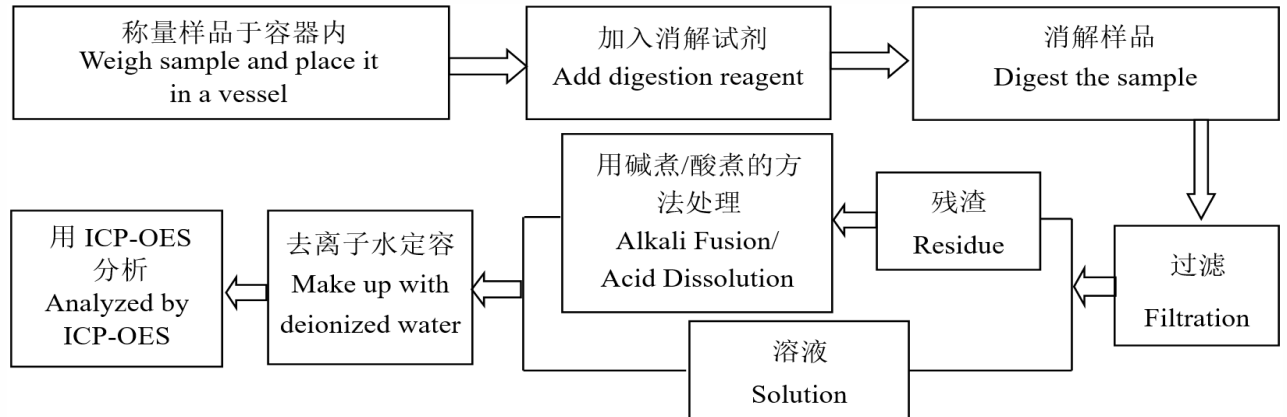 称量样品于容器内
Weigh sample and place it
in a vessel
加入消解试剂
Add digestion reagent
消解样品
Digest the sample
过滤
Filtration
残渣
Residue
用碱煮/酸煮的方
法处理
Alkali Fusion/
Acid Dissolution
溶液
Solution
去离子水定容
Make up with
deionized water
用 ICP-OES
分析
Analyzed by
ICP-OES